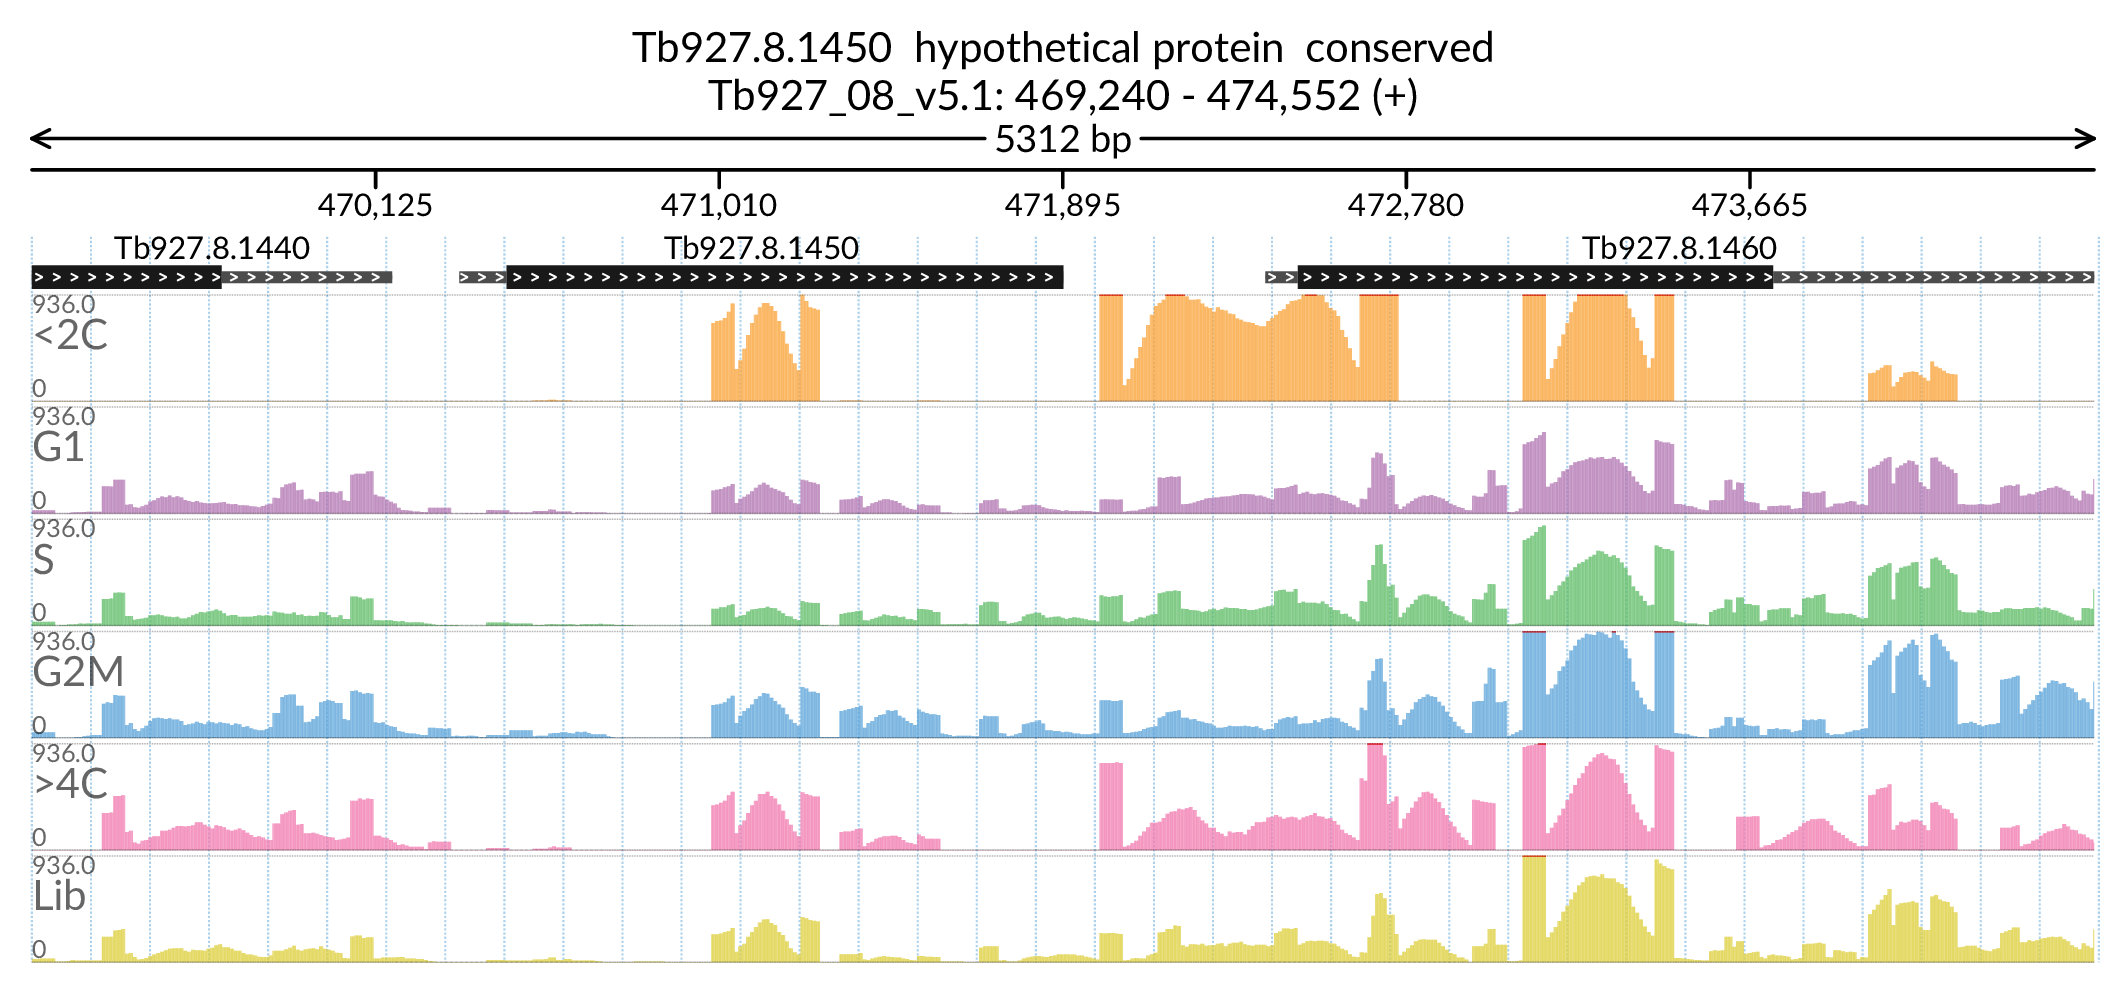 Tb927.8.1450 hypothetical protein conserved
Tb927_08_v5.1: 469,240 - 474,552 (+)
5312 bp
470,125 471,010 471,895 472,780 473,665
Tb927.8.1440 Tb927.8.1450 Tb927.8.1460
936.0
<2C
0
936.0
G1
0
936.0
S
0
936.0
G2M
0
936.0
>4C
0
936.0
Lib
0